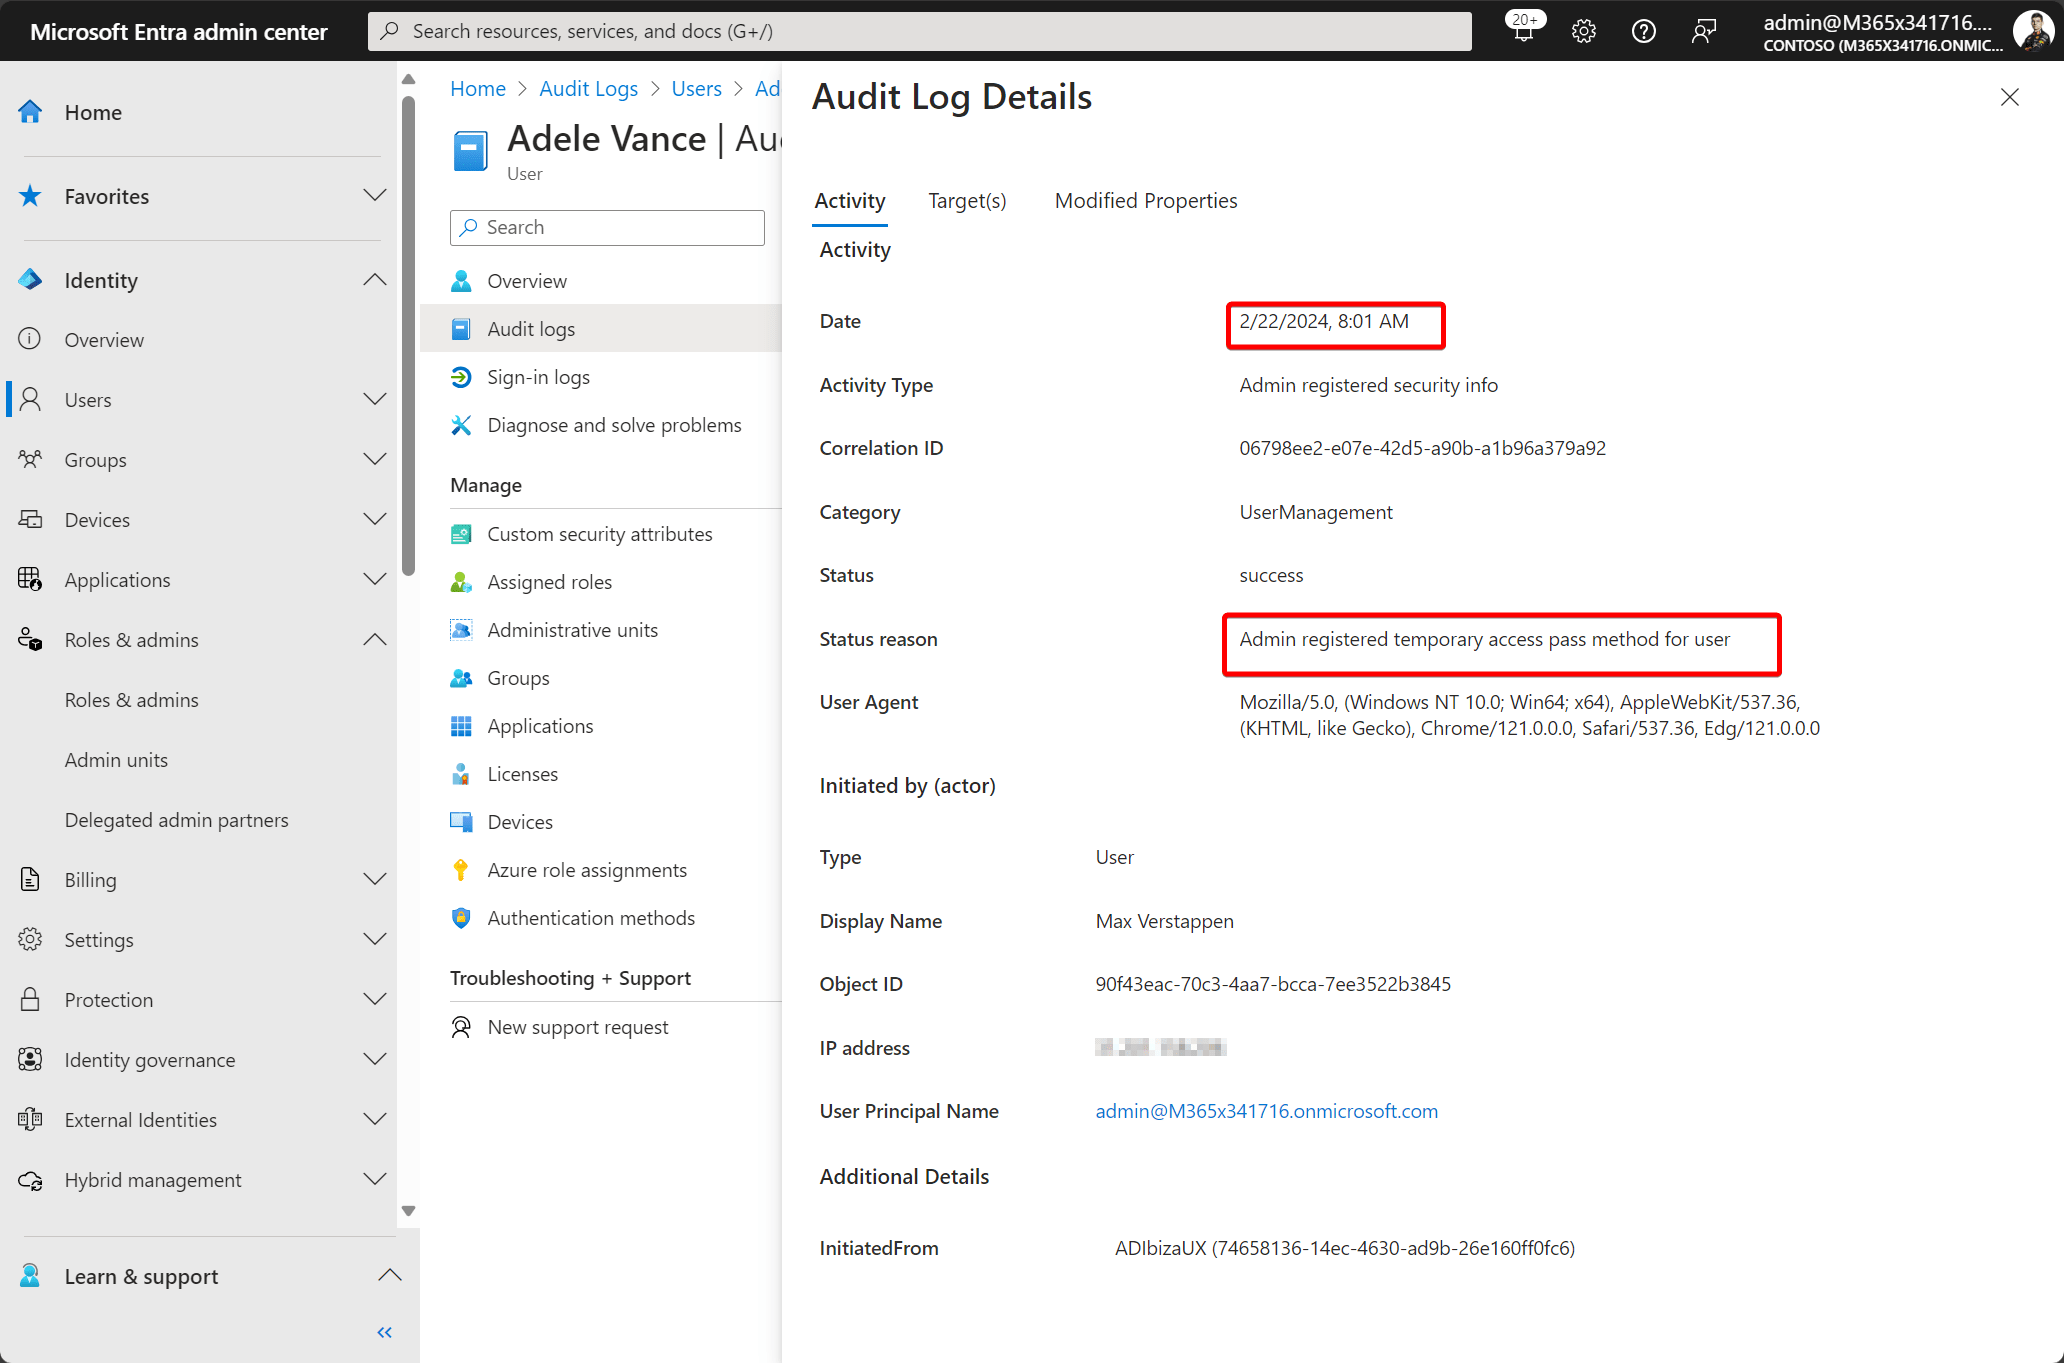 Microsoft Entra admin center
Search resources, services, and docs (G+/)
20+
admin@M365x341716....
CONTOSO (M365X341716.ONMIC...
Home
Favorites
Identity
Overview
Users
Groups
Devices
Applications
Roles & admins
Roles & admins
Admin units
Delegated admin partners
Billing
Settings
Protection
Identity governance
External Identities
Hybrid management
Learn & support
Home > Audit Logs > Users > Ad
Adele Vance | Au
User
Search
Overview
Audit logs
Sign-in logs
Diagnose and solve problems
Manage
Custom security attributes
Assigned roles
Administrative units
Groups
Applications
Licenses
Devices
Azure role assignments
Authentication methods
Troubleshooting + Support
New support request
Audit Log Details
Activity Target(s) Modified Properties
Activity
Date 2/22/2024, 8:01 AM
Activity Type Admin registered security info
Correlation ID 06798ee2-e07e-42d5-a90b-a1b96a379a92
Category UserManagement
Status success
Status reason Admin registered temporary access pass method for user
User Agent Mozilla/5.0, (Windows NT 10.0; Win64; x64), AppleWebKit/537.36,
(KHTML, like Gecko), Chrome/121.0.0.0, Safari/537.36, Edg/121.0.0.0
Initiated by (actor)
Type User
Display Name Max Verstappen
Object ID 90f43eac-70c3-4aa7-bcca-7ee3522b3845
IP address
User Principal Name admin@M365x341716.onmicrosoft.com
Additional Details
InitiatedFrom ADIbizaUX (74658136-14ec-4630-ad9b-26e160ff0fc6)